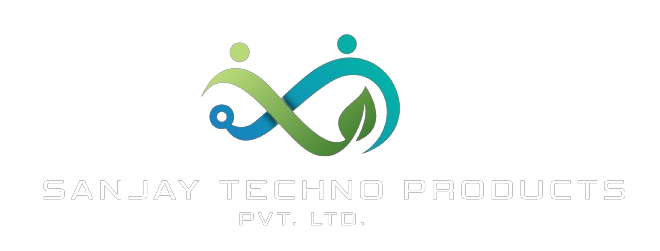 SANJAY TECHNO PRODUCTS
PVT. LTD.